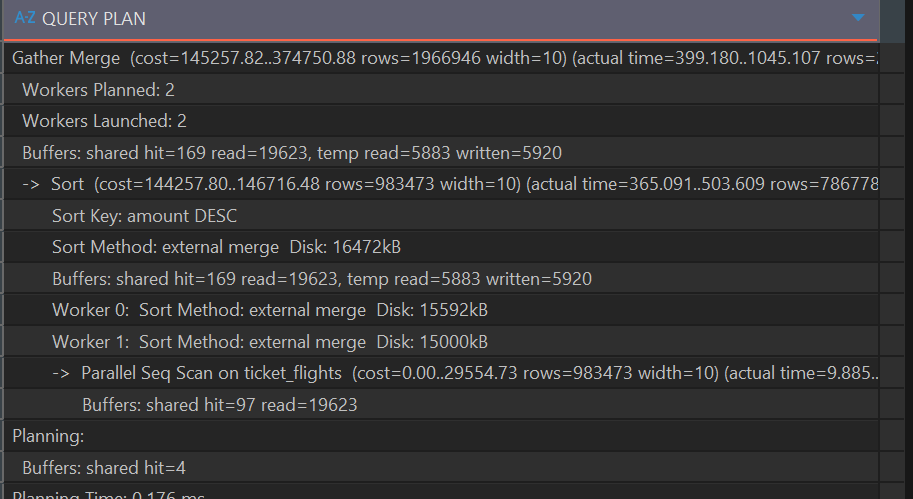 A-Z QUERY PLAN
Gather Merge (cost=145257.82..374750.88 rows=1966946 width=10) (actual time=399.180..1045.107 rows=
Workers Planned: 2
Workers Launched: 2
Buffers: shared hit=169 read=19623, temp read=5883 written=5920
-> Sort (cost=144257.80..146716.48 rows=983473 width=10) (actual time=365.091..503.609 rows=786778
Sort Key: amount DESC
Sort Method: external merge Disk: 16472kB
Buffers: shared hit=169 read=19623, temp read=5883 written=5920
Worker 0: Sort Method: external merge Disk: 15592kB
Worker 1: Sort Method: external merge Disk: 15000kB
-> Parallel Seq Scan on ticket_flights (cost=0.00..29554.73 rows=983473 width=10) (actual time=9.885..
Buffers: shared hit=97 read=19623
Planning:
Buffers: shared hit=4
Planning Time: 0.176 ms